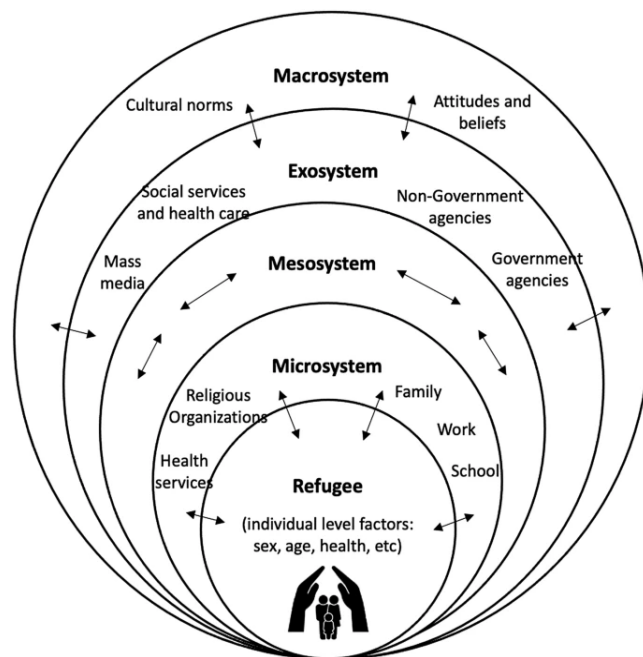 Macrosystem
Cultural norms
Attitudes and
beliefs
Exosystem
Social services
and health care
Non-Government
agencies
Mass
media
Government
agencies
Mesosystem
Microsystem
Religious
Organizations
Family
Work
Health
services
School
Refugee
(individual level factors:
sex, age, health, etc)